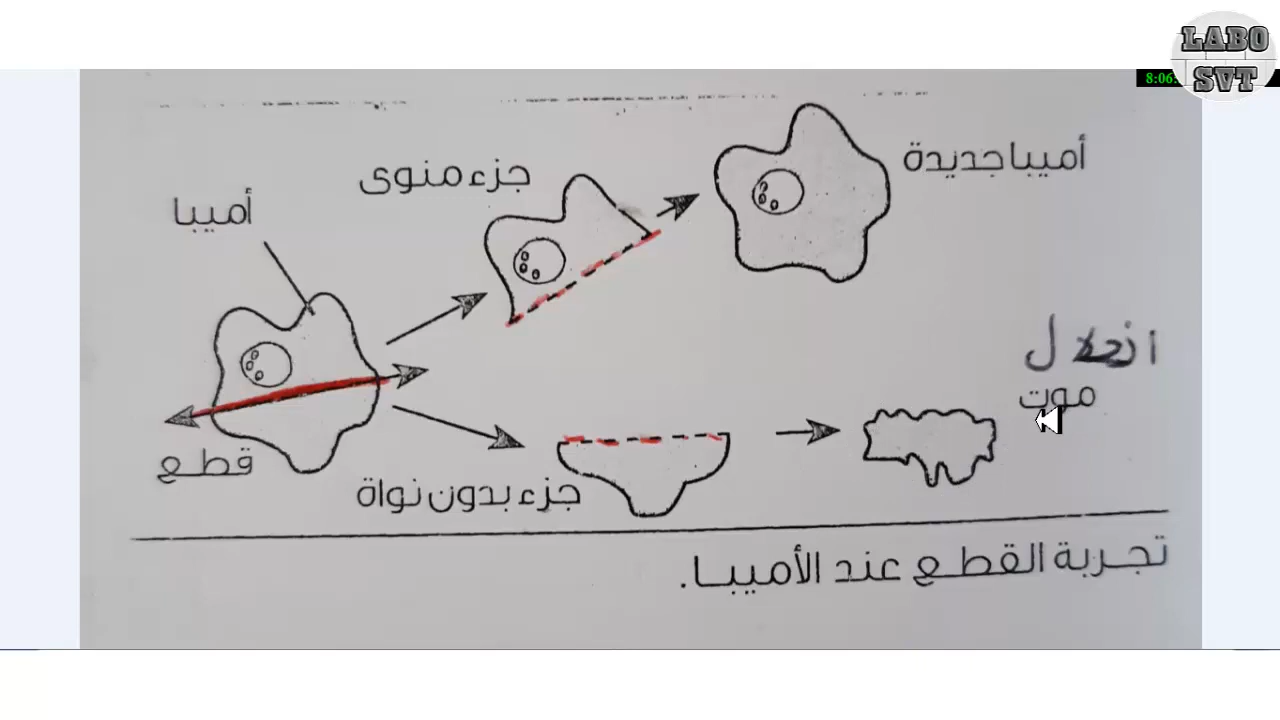 LABO
SVT
8:06:
أميبا جديدة
جزء منوى
أميبا
انحلال
موت
قطع
جزء بدون نواة
تجربة القطع عند الأميبا.